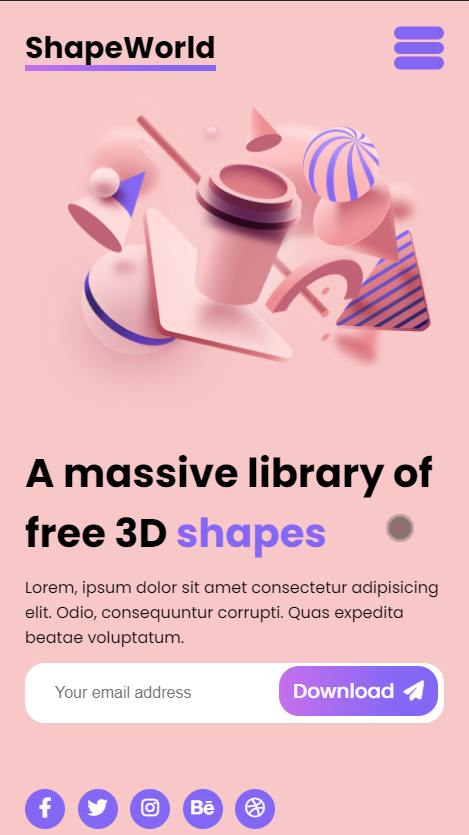 ShapeWorld
A massive library of
free 3D shapes
Lorem, ipsum dolor sit amet consectetur adipisicing
elit. Odio, consequuntur corrupti. Quas expedita
beatae voluptatum.
Your email address
Download
Bē